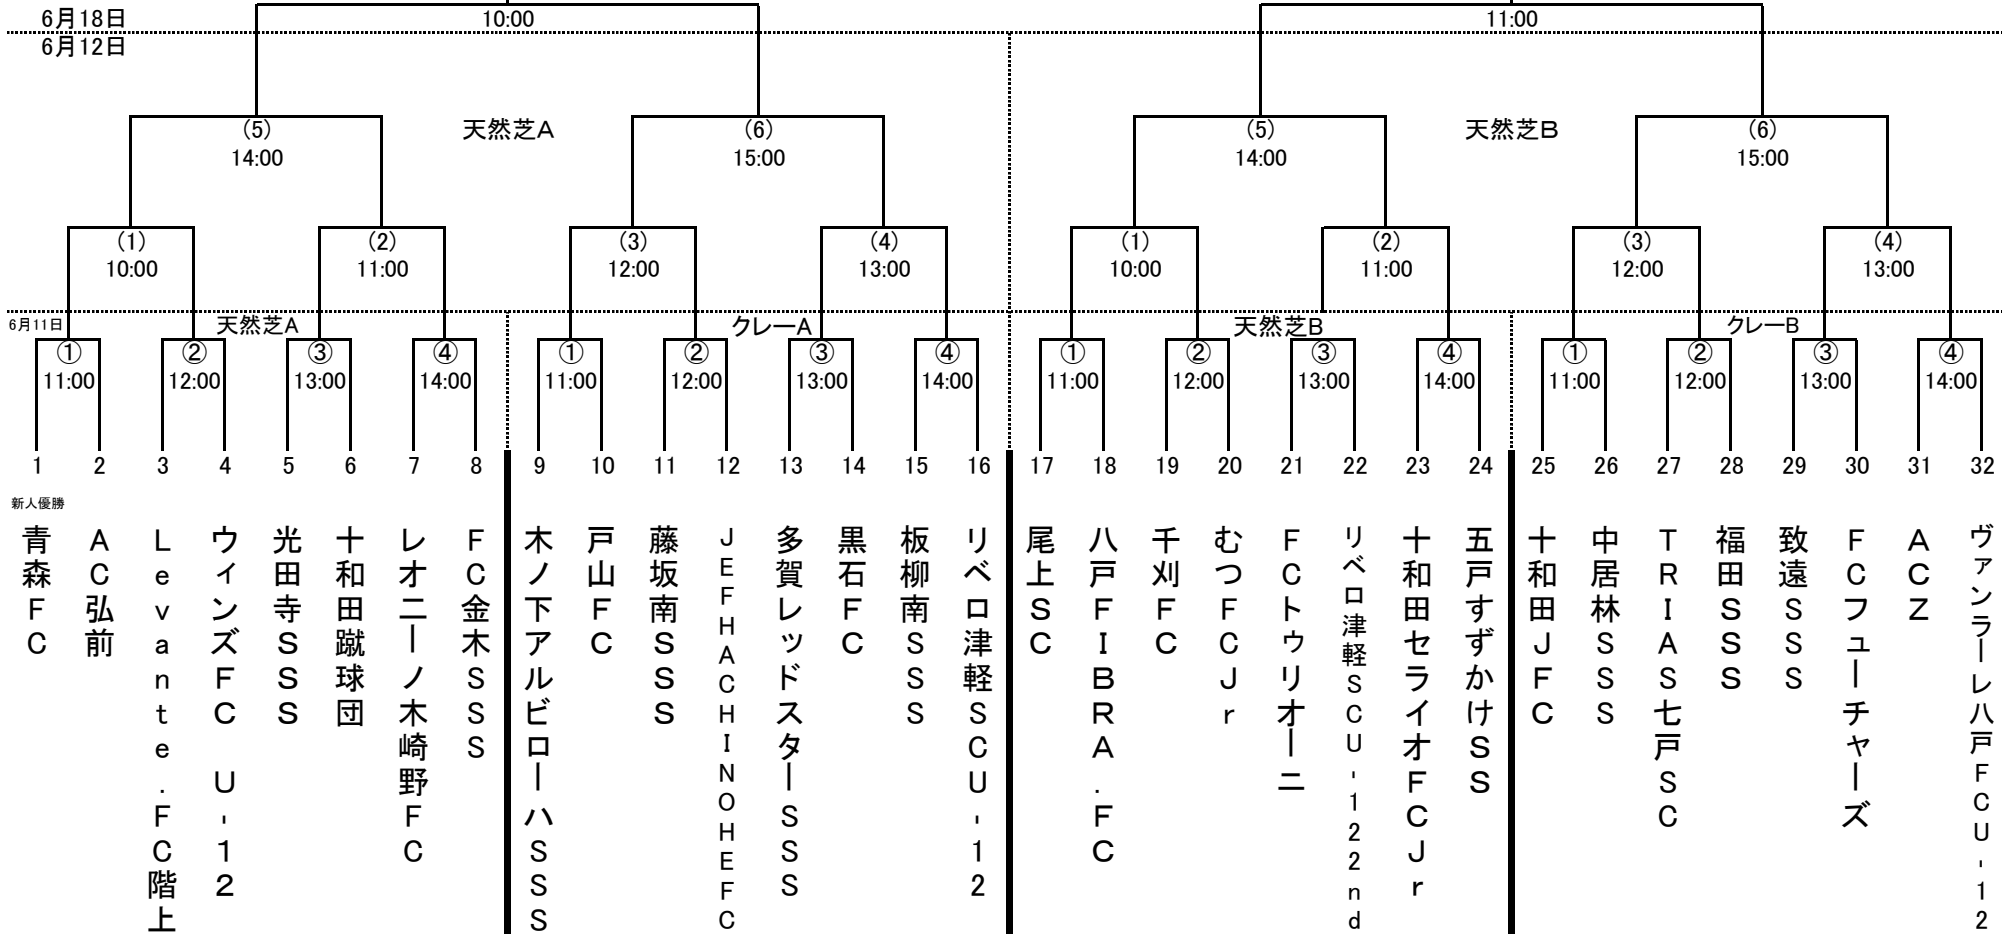 6月18日
10:00
11:00
6月12日
(5)
天然芝A
(6)
(5)
天然芝B
(6)
14:00
15:00
14:00
15:00
(1)
(2)
(3)
(4)
(1)
(2)
(3)
(4)
10:00
11:00
12:00
13:00
10:00
11:00
12:00
13:00
6月11日
天然芝A
クレーA
天然芝B
クレーB
①
②
③
④
①
②
③
④
①
②
③
④
①
②
③
④
11:00
12:00
13:00
14:00
11:00
12:00
13:00
14:00
11:00
12:00
13:00
14:00
11:00
12:00
13:00
14:00
1
2
3
4
5
6
7
8
9
10
11
12
13
14
15
16
17
18
19
20
21
22
23
24
25
26
27
28
29
30
31
32
新人優勝
青森FC
AC弘前
Levante.FC階上
ウィンズFC U-12
光田寺SSS
十和田蹴球団
レオニーノ木崎野FC
FC金木SSS
木ノ下アルビローハSSS
戸山FC
藤坂南SSS
JEFHACHINOHEFC
多賀レッドスターSSS
黒石FC
板柳南SSS
リベロ津軽SCU-12
尾上SC
八戸FIBRA.FC
千刈FC
むつFCJr
FCトゥリオーニ
リベロ津軽SCU-122nd
十和田セライオFCJr
五戸すずかけSS
十和田JFC
中居林SSS
TRIAS七戸SC
福田SSS
致遠SSS
FCフューチャーズ
ACZ
ヴァンラーレ八戸FCU-12